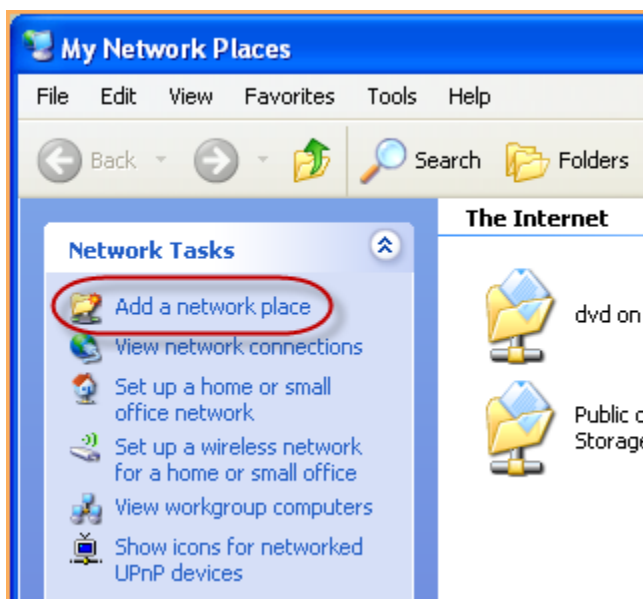 My Network Places
File Edit View Favorites Tools Help
Back Search Folders
Network Tasks
Add a network place
View network connections
Set up a home or small
office network
Set up a wireless network
for a home or small office
View workgroup computers
Show icons for networked
UPnP devices
The Internet
dvd on
Public
Storage